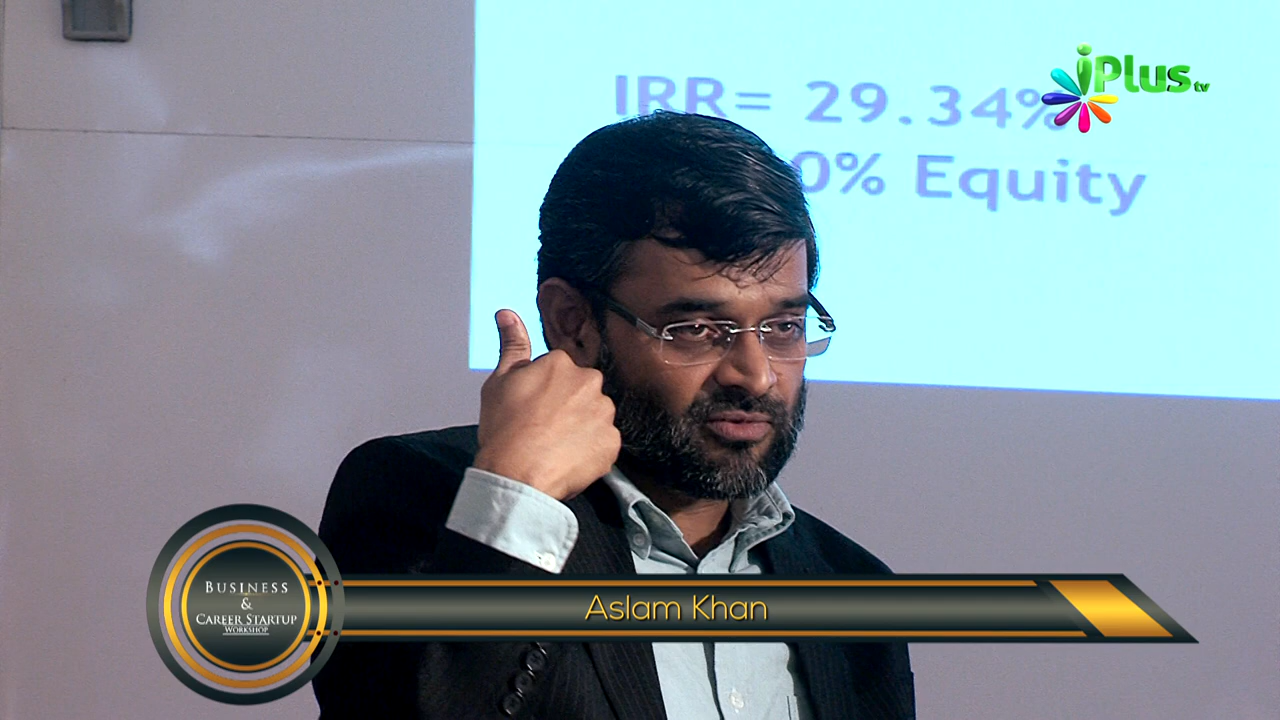 iPlus tv
IRR= 29.34%
0% Equity
BUSINESS
&
CAREER STARTUP
WORKSHOP
Aslam Khan